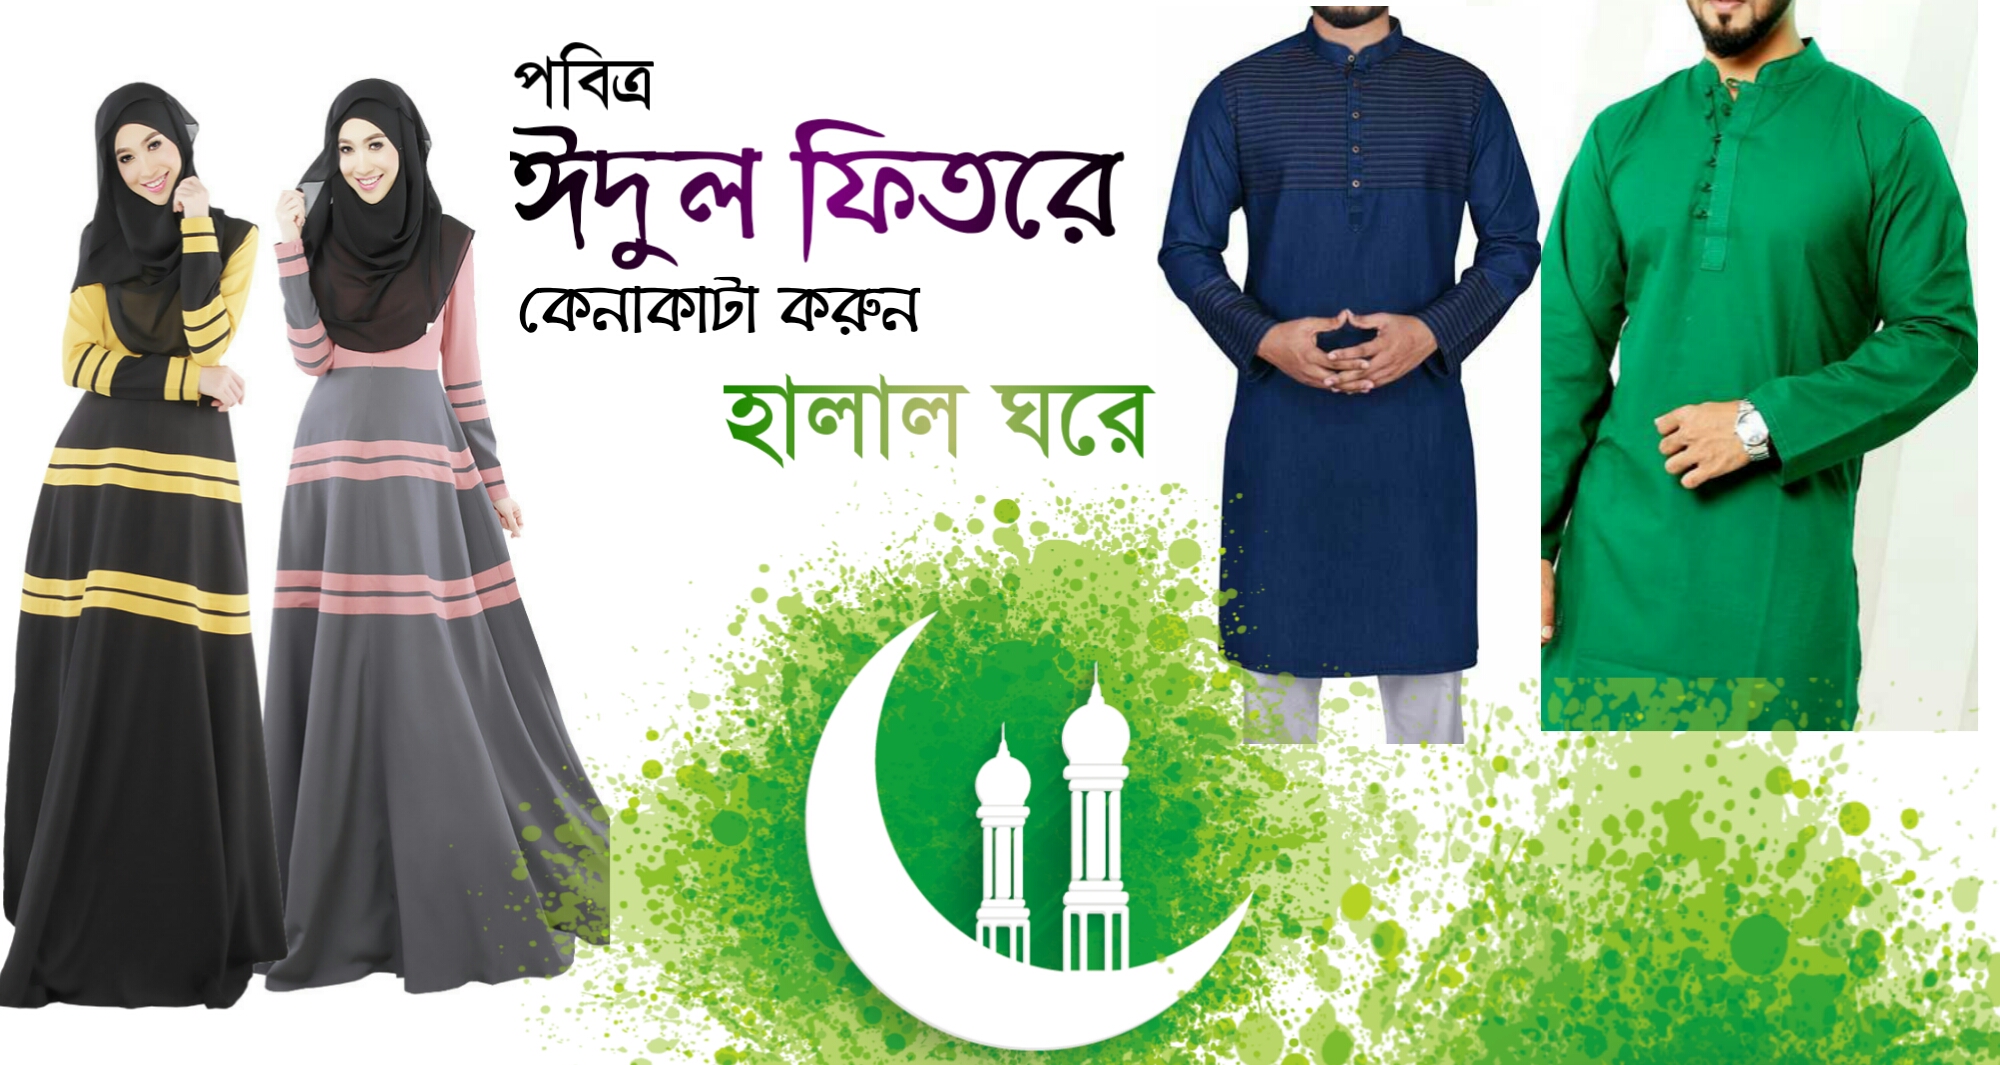 পবিত্র
ঈদুল ফিতরে
কেনাকাটা করুন
হালাল ঘরে